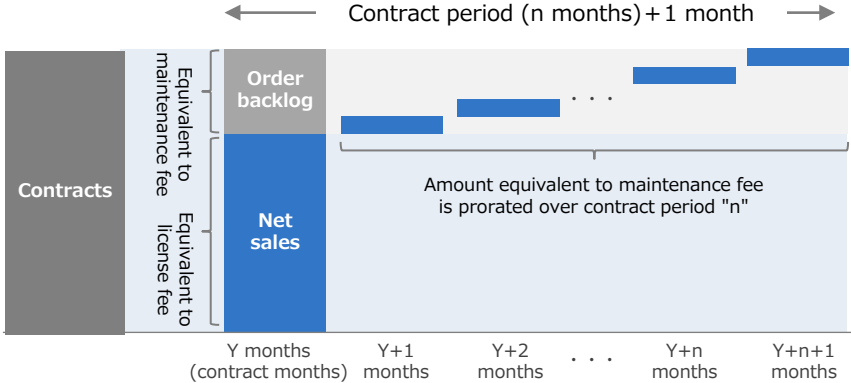 Contract period (n months)+1 month
Contracts
Equivalent to
maintenance fee
Equivalent to
license fee
Order
backlog
Net
sales
. . .
Amount equivalent to maintenance fee
is prorated over contract period "n"
Y months
(contract months)
Y+1
months
Y+2
months
. . .
Y+n
months
Y+n+1
months